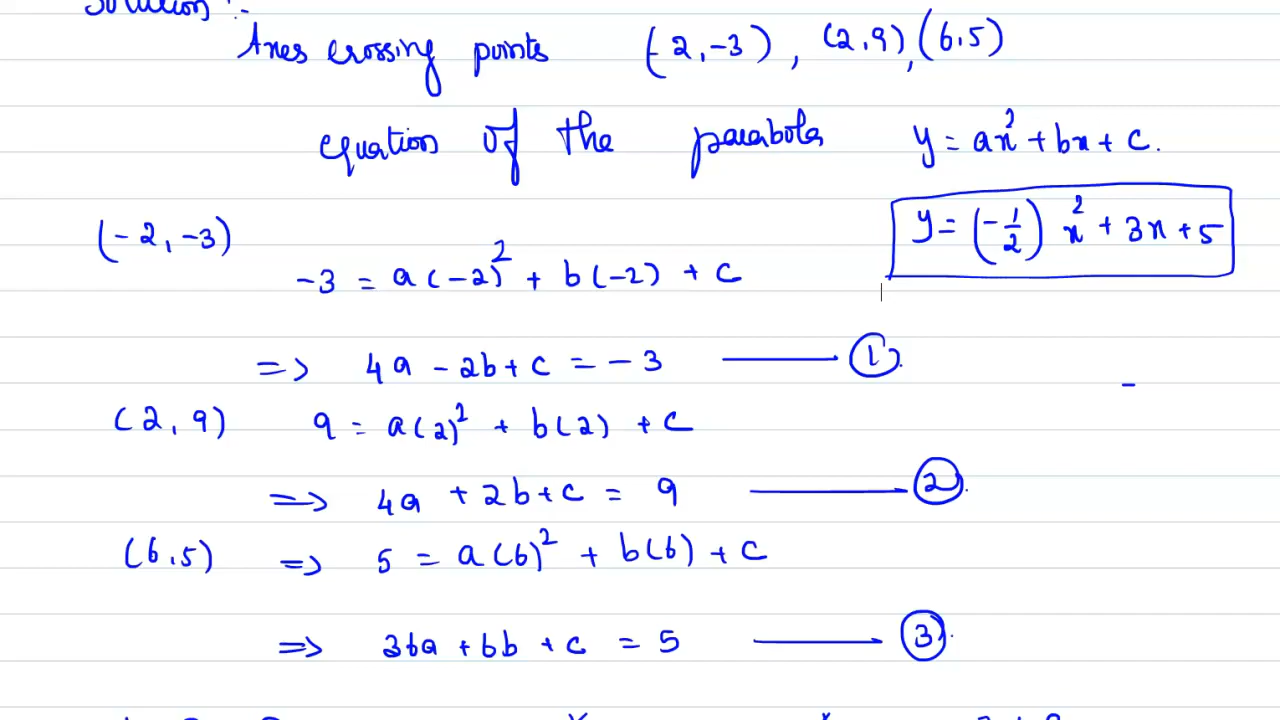 Solution :-
Axes crossing points (-2,-3), (2,9), (6,5)
equation of the parabola y = ax² + bx + c.
y = (-1/2) x² + 3x + 5
(-2,-3)
-3 = a(-2)² + b(-2) + c
=> 4a - 2b + c = -3 —— ①.
(2,9) 9 = a(2)² + b(2) + c
=> 4a + 2b + c = 9 —— ②.
(6,5) => 5 = a(6)² + b(6) + c
=> 36a + 6b + c = 5 —— ③.